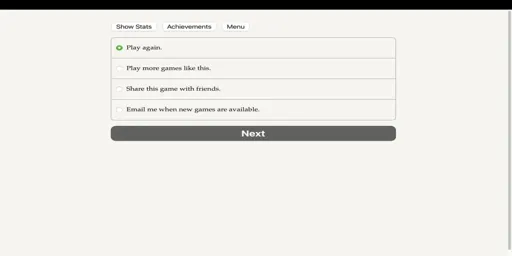 Show Stats Achievements Menu
Play again.
Play more games like this.
Share this game with friends.
Email me when new games are available.
Next